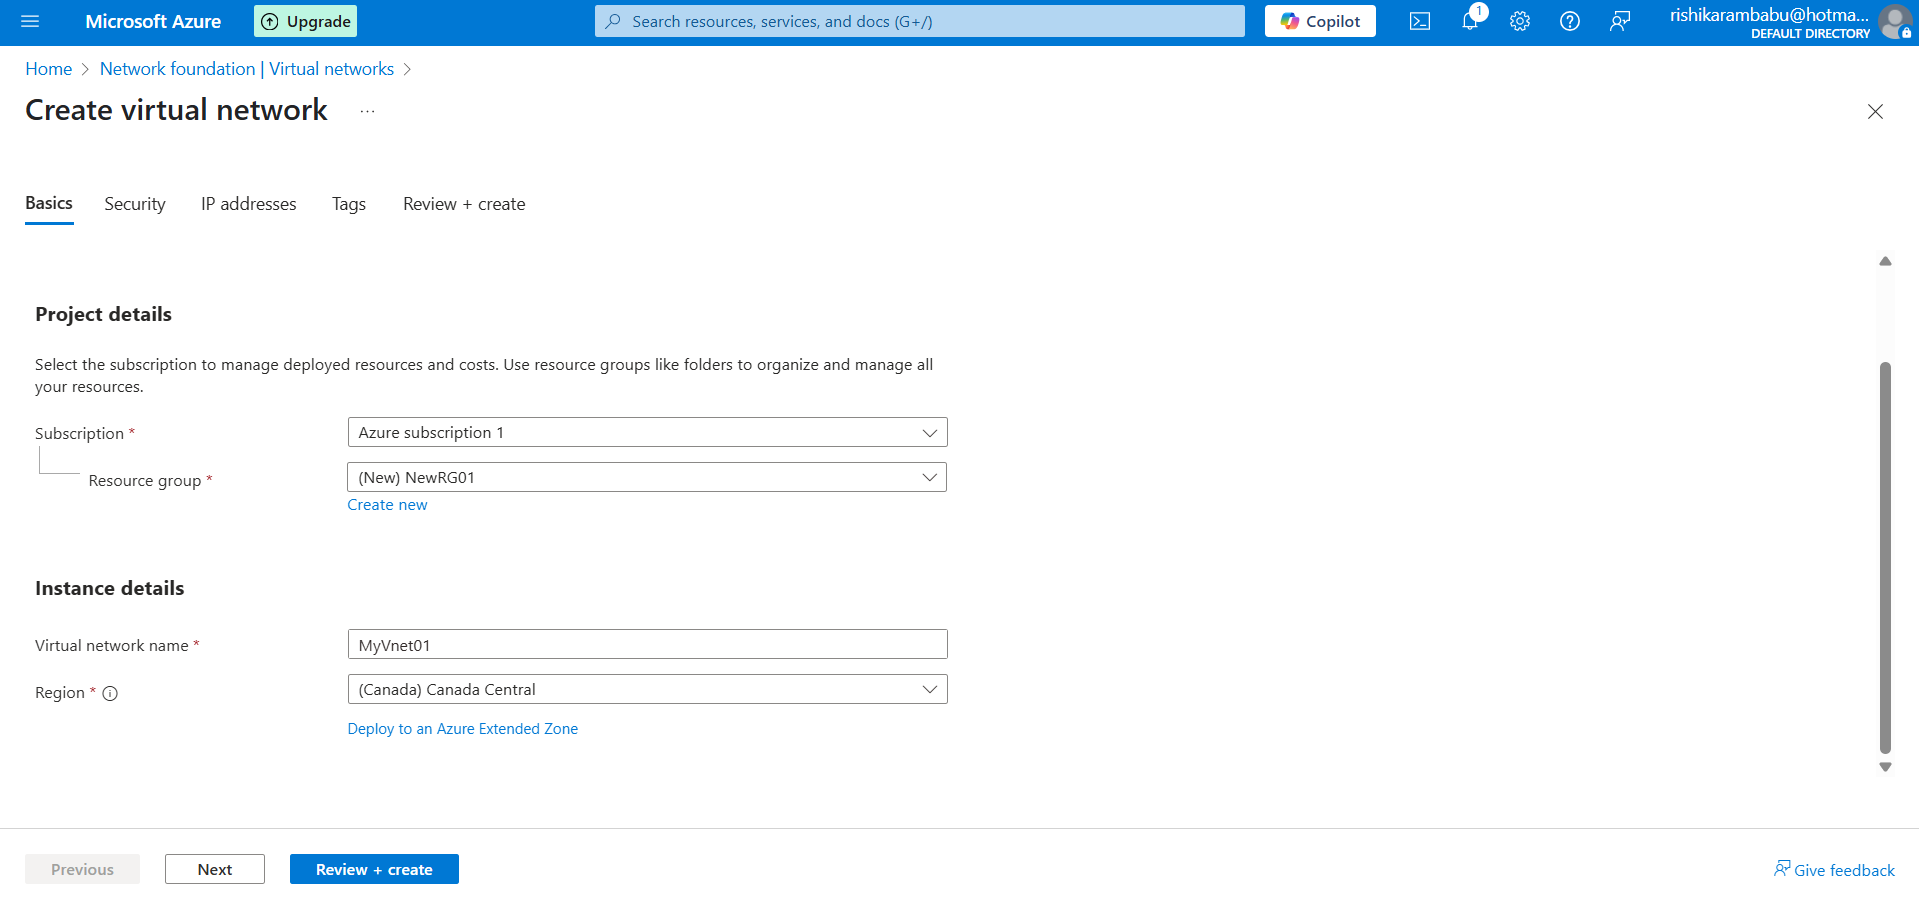 Microsoft Azure
Upgrade
Search resources, services, and docs (G+/)
Copilot
1
rishikarambabu@hotma...
DEFAULT DIRECTORY
Home > Network foundation | Virtual networks >
Create virtual network ...
Basics Security IP addresses Tags Review + create
Project details
Select the subscription to manage deployed resources and costs. Use resource groups like folders to organize and manage all
your resources.
Subscription * Azure subscription 1
Resource group * (New) NewRG01
Create new
Instance details
Virtual network name * MyVnet01
Region * (Canada) Canada Central
Deploy to an Azure Extended Zone
Previous Next Review + create Give feedback